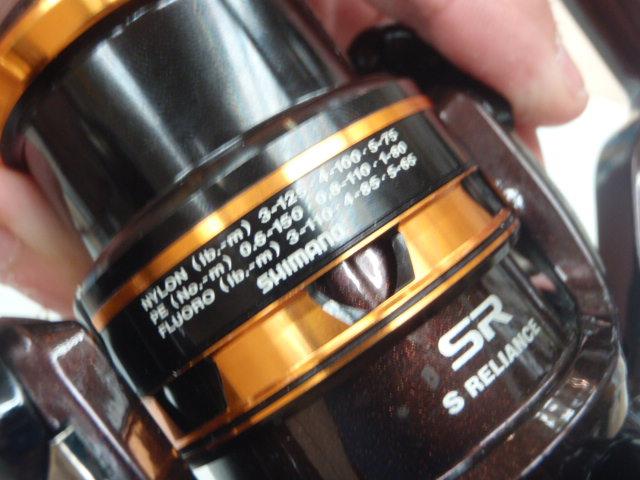 NYLON (lb.-m) 3-125・4-100・5-75
PE (No.-m) 0.6-150・0.8-110・1-80
FLUORO (lb.-m) 3-110・4-85・5-65
SHIMANO
SR
S RELIANCE